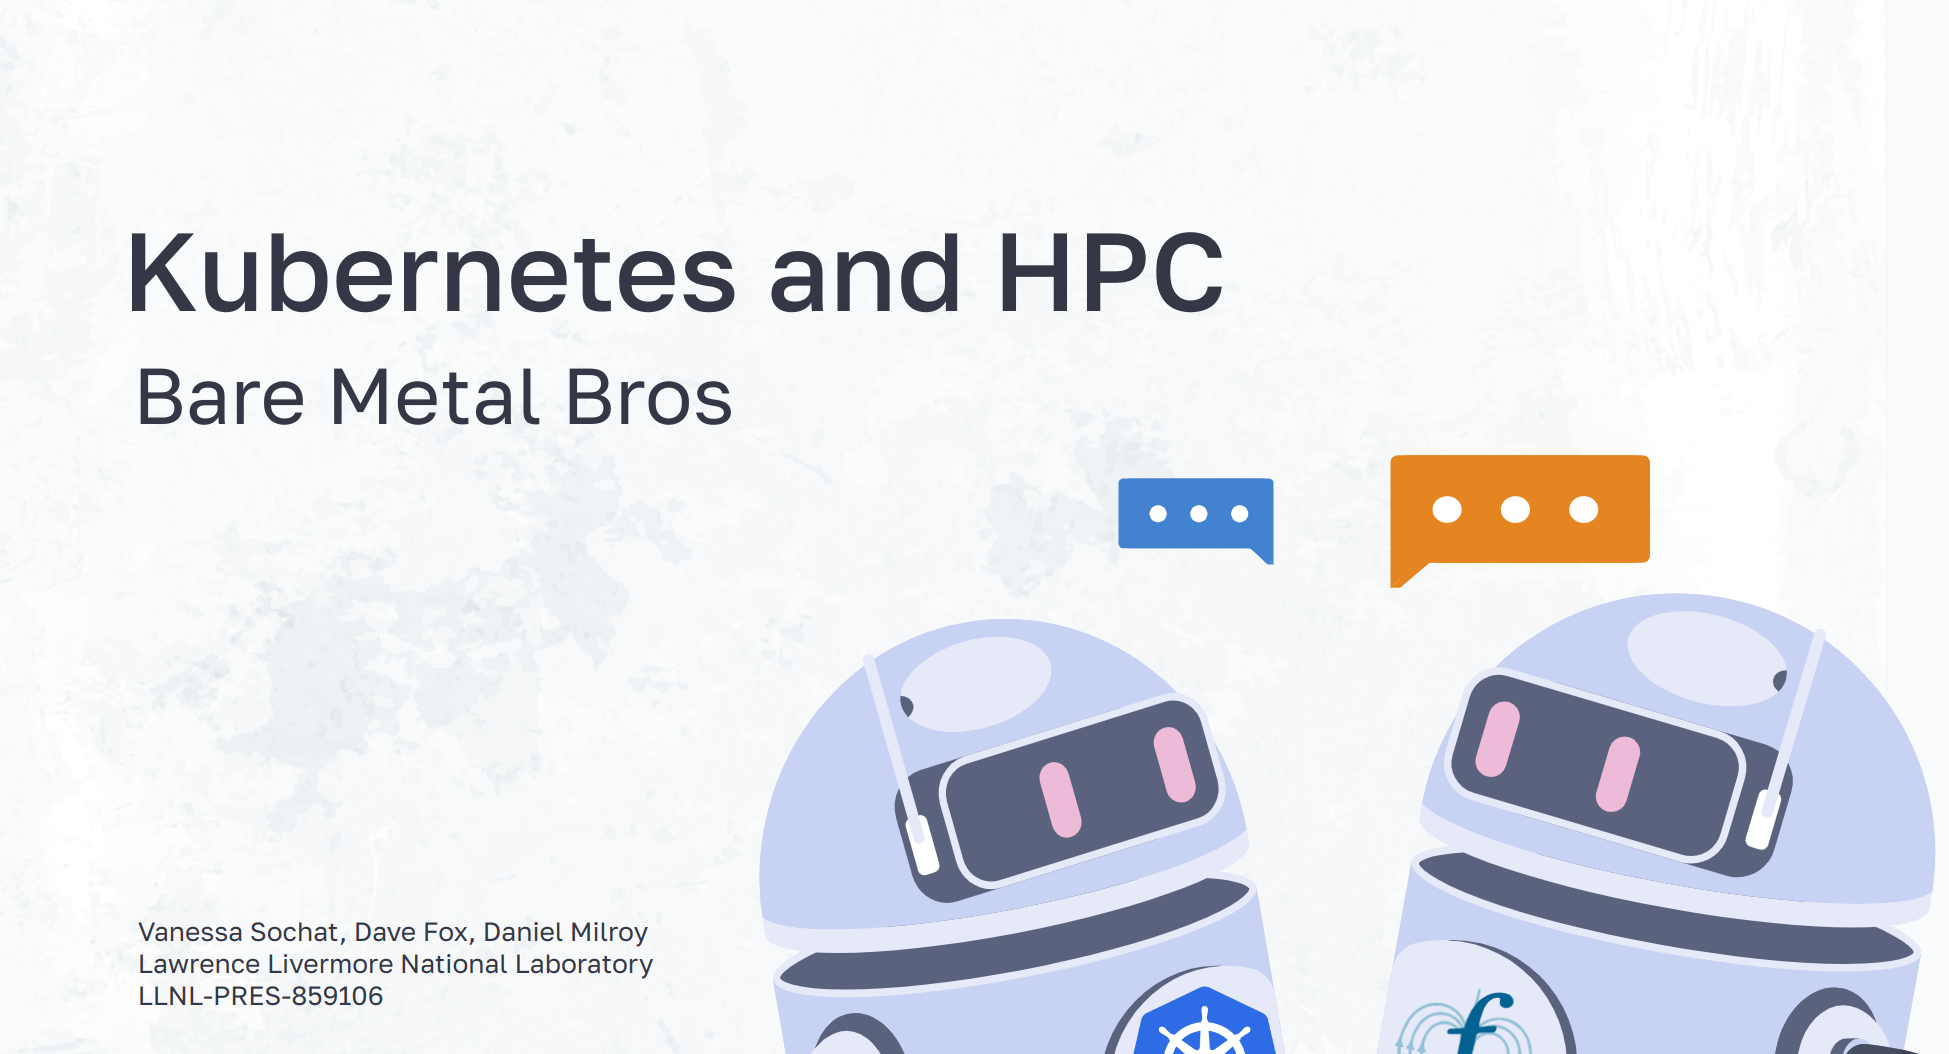 Kubernetes and HPC
Bare Metal Bros
Vanessa Sochat, Dave Fox, Daniel Milroy
Lawrence Livermore National Laboratory
LLNL-PRES-859106
f